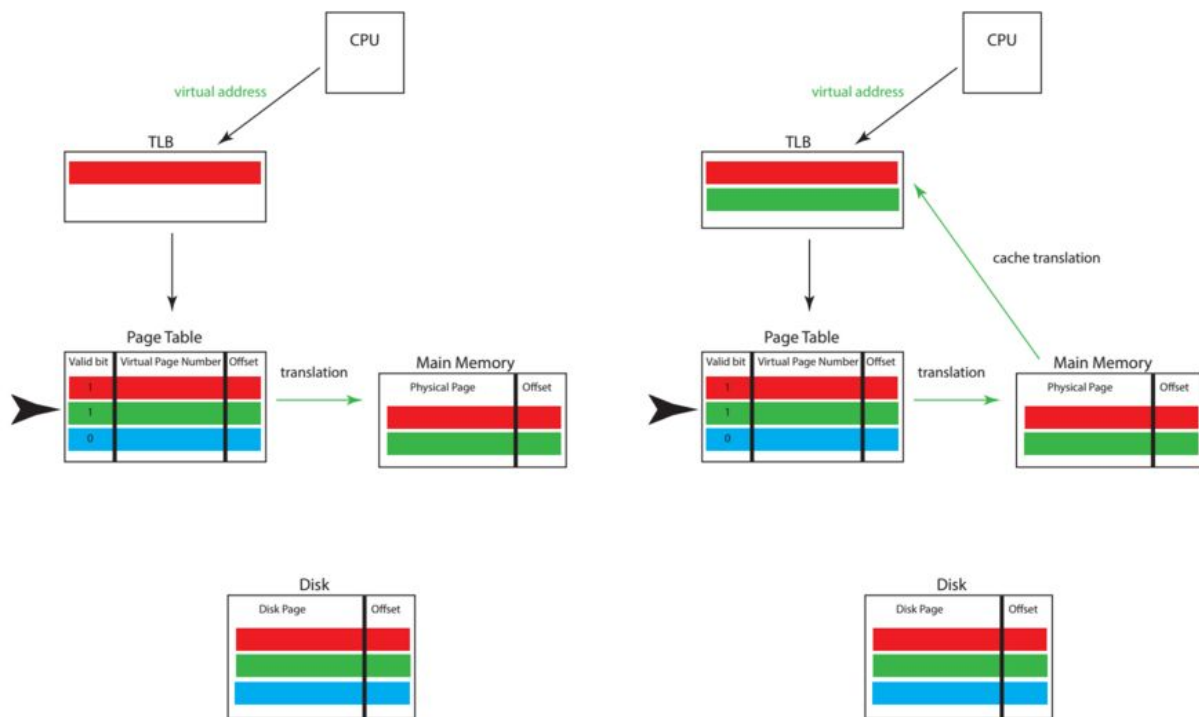 CPU
virtual address
TLB
Page Table
Valid bit Virtual Page Number Offset
1
1
0
translation
Main Memory
Physical Page Offset
Disk
Disk Page Offset
CPU
virtual address
TLB
cache translation
Page Table
Valid bit Virtual Page Number Offset
1
1
0
translation
Main Memory
Physical Page Offset
Disk
Disk Page Offset